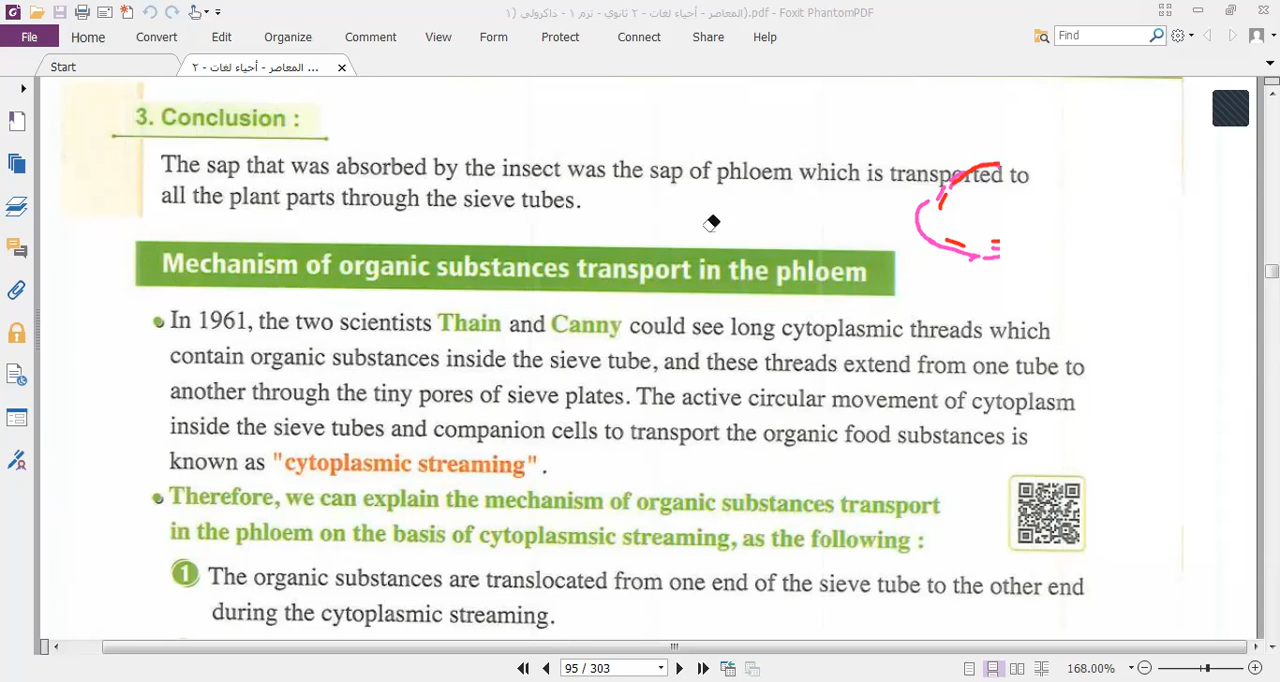 المعاصر - أحياء لغات - ٢ ثانوي - ترم ١ - ذاكرولي (١).pdf - Foxit PhantomPDF
File Home Convert Edit Organize Comment View Form Protect Connect Share Help Find
Start المعاصر - أحياء لغات - ٢ ...
3. Conclusion :
The sap that was absorbed by the insect was the sap of phloem which is transported to
all the plant parts through the sieve tubes.
Mechanism of organic substances transport in the phloem
In 1961, the two scientists Thain and Canny could see long cytoplasmic threads which
contain organic substances inside the sieve tube, and these threads extend from one tube to
another through the tiny pores of sieve plates. The active circular movement of cytoplasm
inside the sieve tubes and companion cells to transport the organic food substances is
known as "cytoplasmic streaming" .
Therefore, we can explain the mechanism of organic substances transport
in the phloem on the basis of cytoplasmsic streaming, as the following :
1 The organic substances are translocated from one end of the sieve tube to the other end
during the cytoplasmic streaming.
95 / 303 168.00%